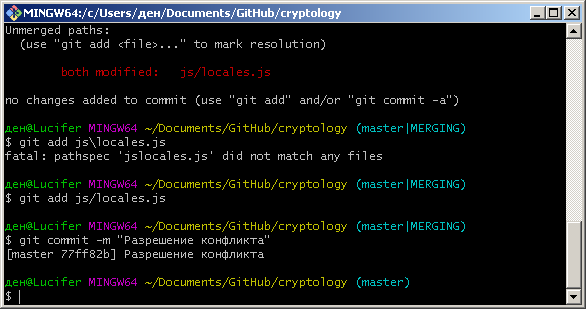 MINGW64:/c/Users/ден/Documents/GitHub/cryptology
Unmerged paths:
  (use "git add <file>..." to mark resolution)
        both modified:   js/locales.js
no changes added to commit (use "git add" and/or "git commit -a")
ден@Lucifer MINGW64 ~/Documents/GitHub/cryptology (master|MERGING)
$ git add js\locales.js
fatal: pathspec 'jslocales.js' did not match any files
ден@Lucifer MINGW64 ~/Documents/GitHub/cryptology (master|MERGING)
$ git add js/locales.js
ден@Lucifer MINGW64 ~/Documents/GitHub/cryptology (master|MERGING)
$ git commit -m "Разрешение конфликта"
[master 77ff82b] Разрешение конфликта
ден@Lucifer MINGW64 ~/Documents/GitHub/cryptology (master)
$